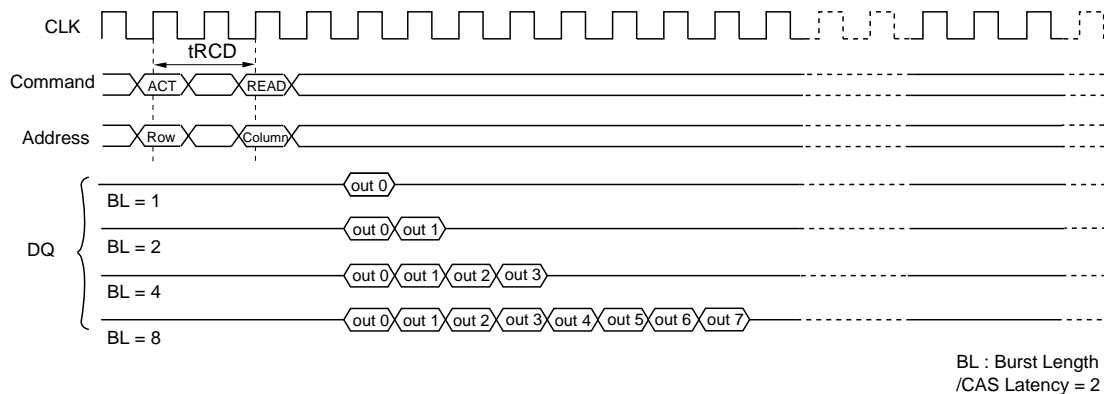 CLK
tRCD
Command ACT READ
Address Row Column
DQ
BL = 1 out 0
BL = 2 out 0 out 1
BL = 4 out 0 out 1 out 2 out 3
BL = 8 out 0 out 1 out 2 out 3 out 4 out 5 out 6 out 7
BL : Burst Length
/CAS Latency = 2